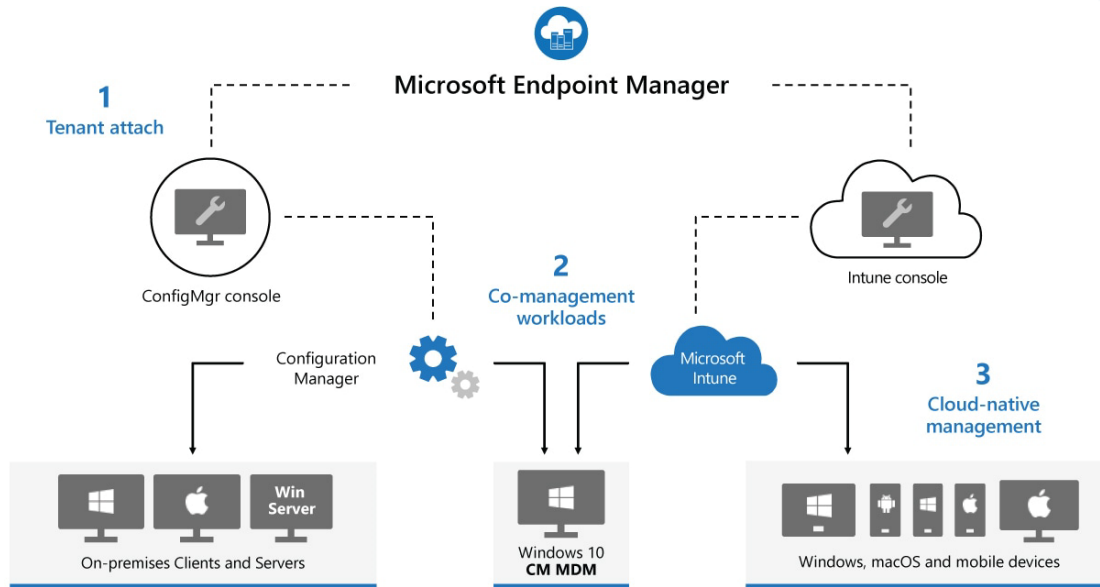 Microsoft Endpoint Manager
1
Tenant attach
ConfigMgr console
Intune console
2
Co-management
workloads
Configuration
Manager
Microsoft
Intune
3
Cloud-native
management
Win
Server
On-premises Clients and Servers
Windows 10
CM MDM
Windows, macOS and mobile devices